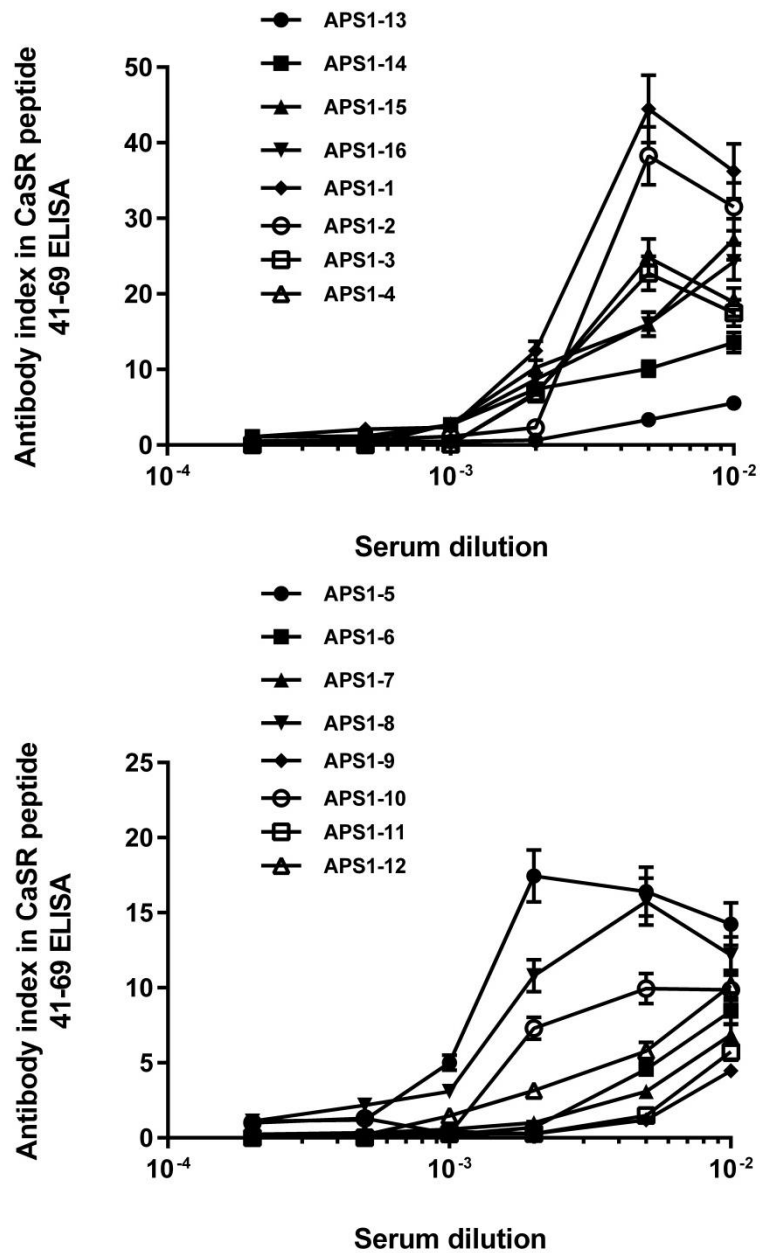 APS1-13
APS1-14
APS1-15
APS1-16
APS1-1
APS1-2
APS1-3
APS1-4
Antibody index in CaSR peptide
41-69 ELISA
50
40
30
20
10
0
10-4
10-3
10-2
Serum dilution
APS1-5
APS1-6
APS1-7
APS1-8
APS1-9
APS1-10
APS1-11
APS1-12
Antibody index in CaSR peptide
41-69 ELISA
25
20
15
10
5
0
10-4
10-3
10-2
Serum dilution